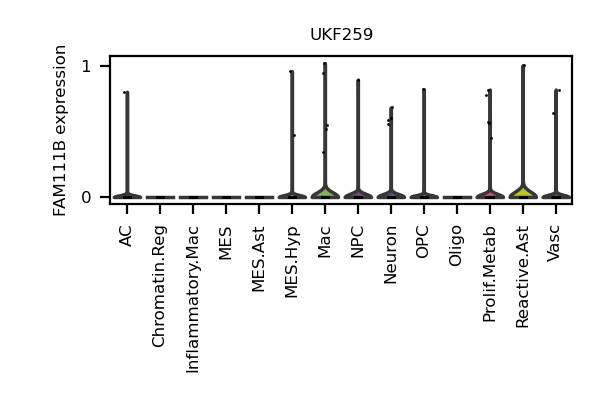 UKF259
FAM111B expression
1
0
AC
Chromatin.Reg
Inflammatory.Mac
MES
MES.Ast
MES.Hyp
Mac
NPC
Neuron
OPC
Oligo
Prolif.Metab
Reactive.Ast
Vasc